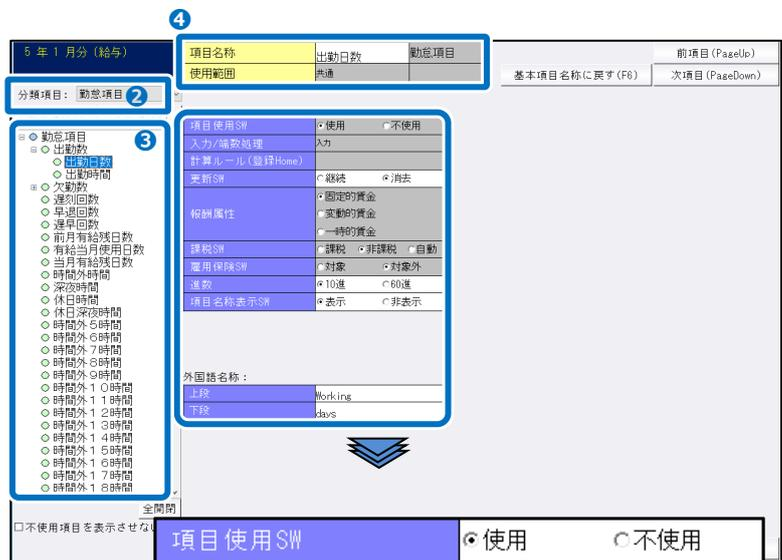 ❹
5 年 1 月分 (給与)
項目名称 出勤日数 勤怠項目
使用範囲 共通
前項目(PageUp)
基本項目名称に戻す(F6) 次項目(PageDown)
分類項目： 勤怠項目 ❷
❸
勤怠項目
出勤数
出勤日数
出勤時間
欠勤数
遅刻回数
早退回数
遅早回数
前月有給残日数
有給当月使用日数
当月有給残日数
時間外時間
深夜時間
休日時間
休日深夜時間
時間外５時間
時間外６時間
時間外７時間
時間外８時間
時間外９時間
時間外１０時間
時間外１１時間
時間外１２時間
時間外１３時間
時間外１４時間
時間外１５時間
時間外１６時間
時間外１７時間
時間外１８時間
全開閉
□不使用項目を表示させな
項目使用SW 使用 不使用
入力/端数処理 入力
計算ルール(登録Home)
更新SW 継続 消去
報酬属性 固定的賃金
変動的賃金
一時的賃金
課税SW 課税 非課税 自動
雇用保険SW 対象 対象外
進数 10進 60進
項目名称表示SW 表示 非表示
外国語名称：
上段 Working
下段 days
項目使用SW 使用 不使用